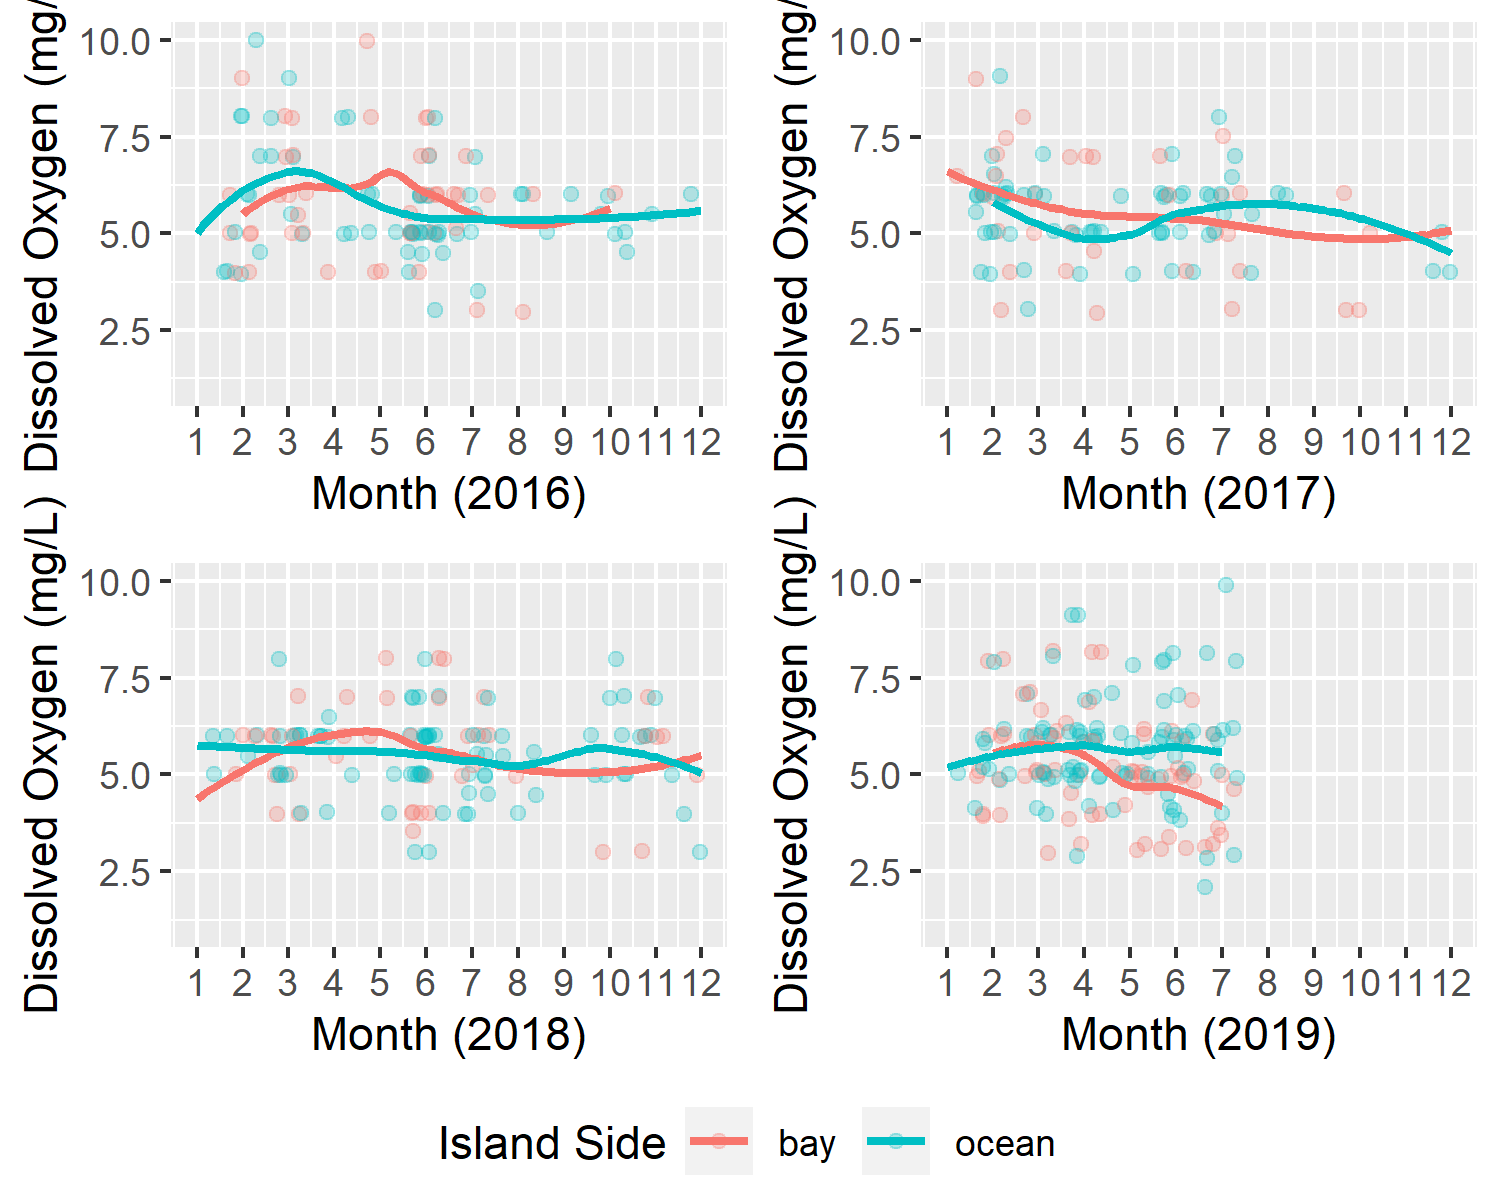 Dissolved Oxygen (mg/
10.0
7.5
5.0
2.5
1 2 3 4 5 6 7 8 9 10 11 12
Month (2016)
Dissolved Oxygen (mg/
10.0
7.5
5.0
2.5
1 2 3 4 5 6 7 8 9 10 11 12
Month (2017)
Dissolved Oxygen (mg/L)
10.0
7.5
5.0
2.5
1 2 3 4 5 6 7 8 9 10 11 12
Month (2018)
Dissolved Oxygen (mg/L)
10.0
7.5
5.0
2.5
1 2 3 4 5 6 7 8 9 10 11 12
Month (2019)
Island Side bay ocean